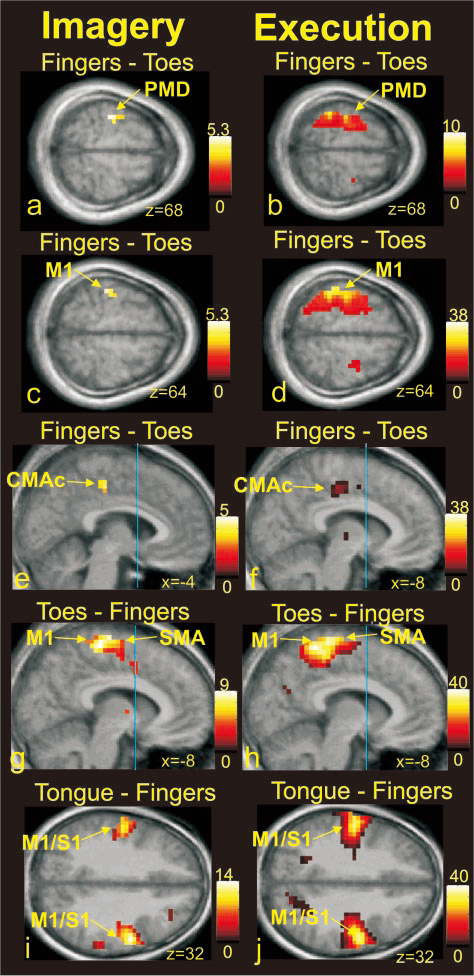 Imagery Execution
Fingers - Toes Fingers - Toes
PMD PMD
5.3 10
a z=68 0 b z=68 0
Fingers - Toes Fingers - Toes
M1 M1
5.3 38
c z=64 0 d z=64 0
Fingers - Toes Fingers - Toes
CMAc CMAc
5 38
e x=-4 0 f x=-8 0
Toes - Fingers Toes - Fingers
M1 SMA M1 SMA
9 40
g x=-8 0 h x=-8 0
Tongue - Fingers Tongue - Fingers
M1/S1 M1/S1
14 40
M1/S1 M1/S1
i z=32 0 j z=32 0